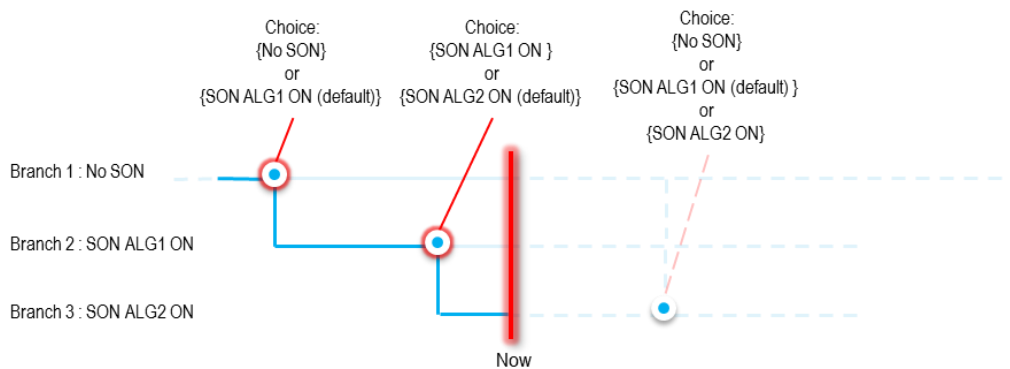 Choice:
{No SON}
or
{SON ALG1 ON (default)}
Choice:
{SON ALG1 ON }
or
{SON ALG2 ON (default)}
Choice:
{No SON}
or
{SON ALG1 ON (default) }
or
{SON ALG2 ON}
Branch 1 : No SON
Branch 2 : SON ALG1 ON
Branch 3 : SON ALG2 ON
Now